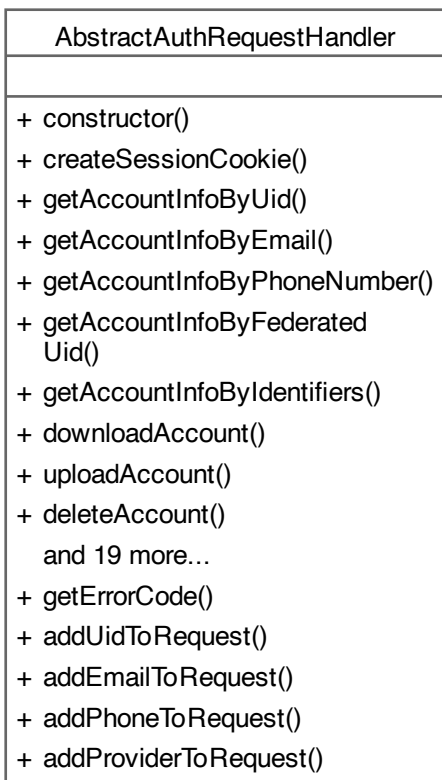 AbstractAuthRequestHandler
+ constructor()
+ createSessionCookie()
+ getAccountInfoByUid()
+ getAccountInfoByEmail()
+ getAccountInfoByPhoneNumber()
+ getAccountInfoByFederated
Uid()
+ getAccountInfoByIdentifiers()
+ downloadAccount()
+ uploadAccount()
+ deleteAccount()
and 19 more...
+ getErrorCode()
+ addUidToRequest()
+ addEmailToRequest()
+ addPhoneToRequest()
+ addProviderToRequest()